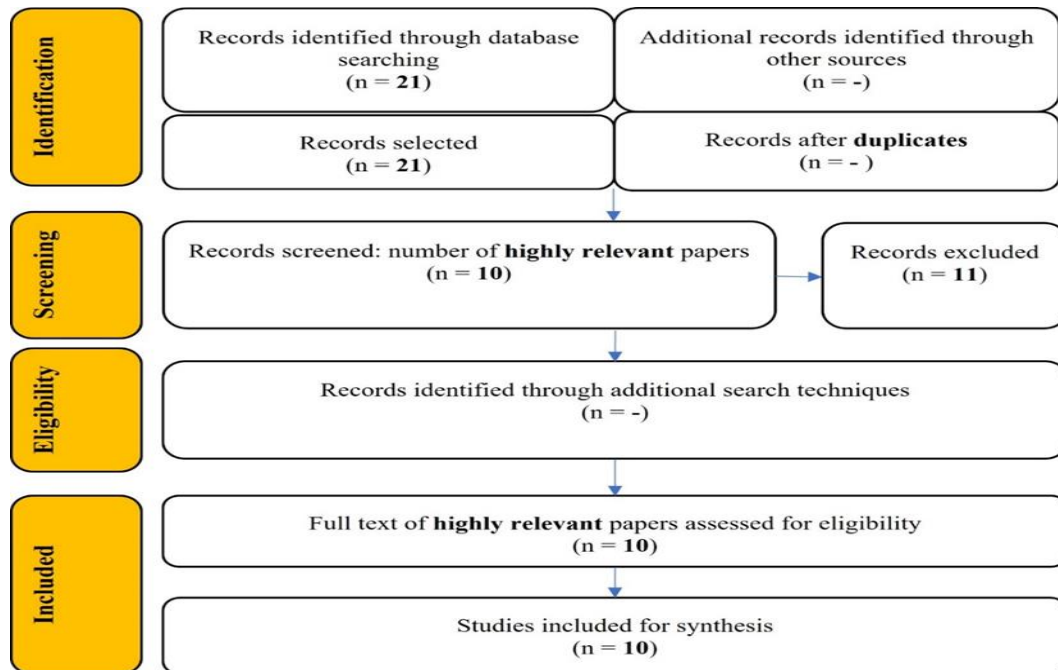 Identification
Records identified through database
searching
(n = 21)
Additional records identified through
other sources
(n = -)
Records selected
(n = 21)
Records after duplicates
(n = - )
Screening
Records screened: number of highly relevant papers
(n = 10)
Records excluded
(n = 11)
Eligibility
Records identified through additional search techniques
(n = -)
Included
Full text of highly relevant papers assessed for eligibility
(n = 10)
Studies included for synthesis
(n = 10)